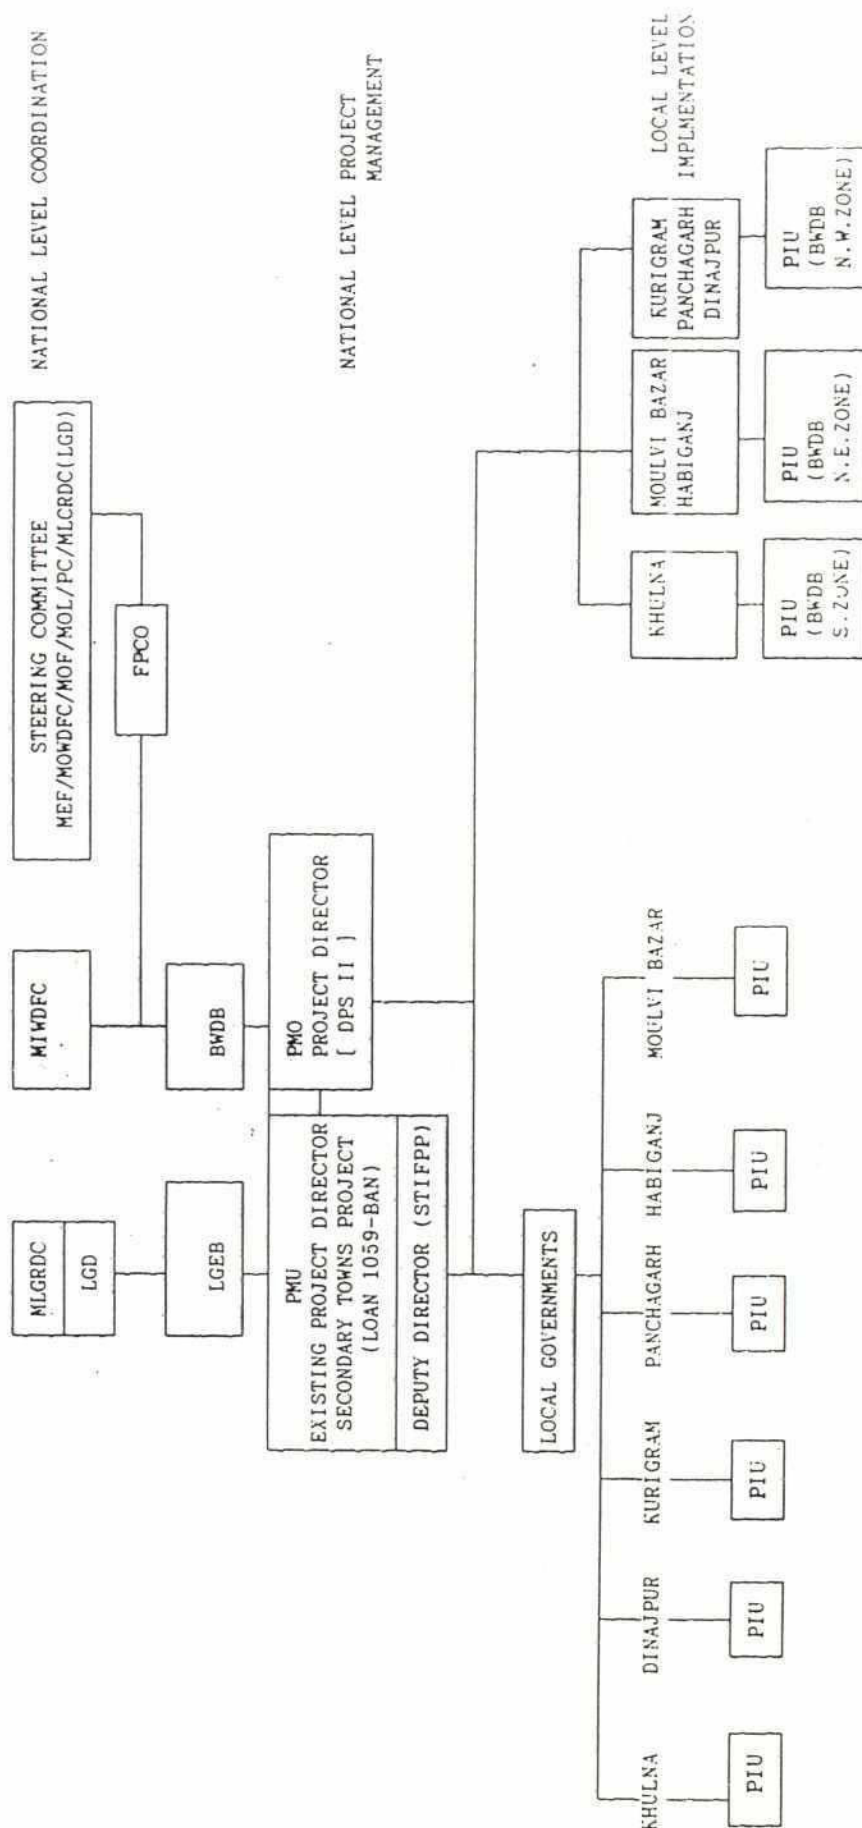 NATIONAL LEVEL COORDINATION
STEERING COMMITTEE
MEF/MOWDFC/MOF/MOL/PC/MLCRDC(LGD)
FPCO
MIWDFC
MLGRDC
LGD
LGEB
BWDB
NATIONAL LEVEL PROJECT
MANAGEMENT
PMU
EXISTING PROJECT DIRECTOR
SECONDARY TOWNS PROJECT
(LOAN 1059-BAN)
DEPUTY DIRECTOR (STIFPP)
PMO
PROJECT DIRECTOR
[ DPS II ]
LOCAL GOVERNMENTS
LOCAL LEVEL
IMPLMENTATION
KHULNA
DINAJPUR
KURIGRAM
PANCHAGARH
HABIGANJ
MOULVI BAZAR
PIU
PIU
PIU
PIU
PIU
PIU
KHULNA
MOULVI BAZAR
HABIGANJ
KURIGRAM
PANCHAGARH
DINAJPUR
PIU
(BWDB
S.ZONE)
PIU
(BWDB
N.E.ZONE)
PIU
(BWDB
N.W.ZONE)